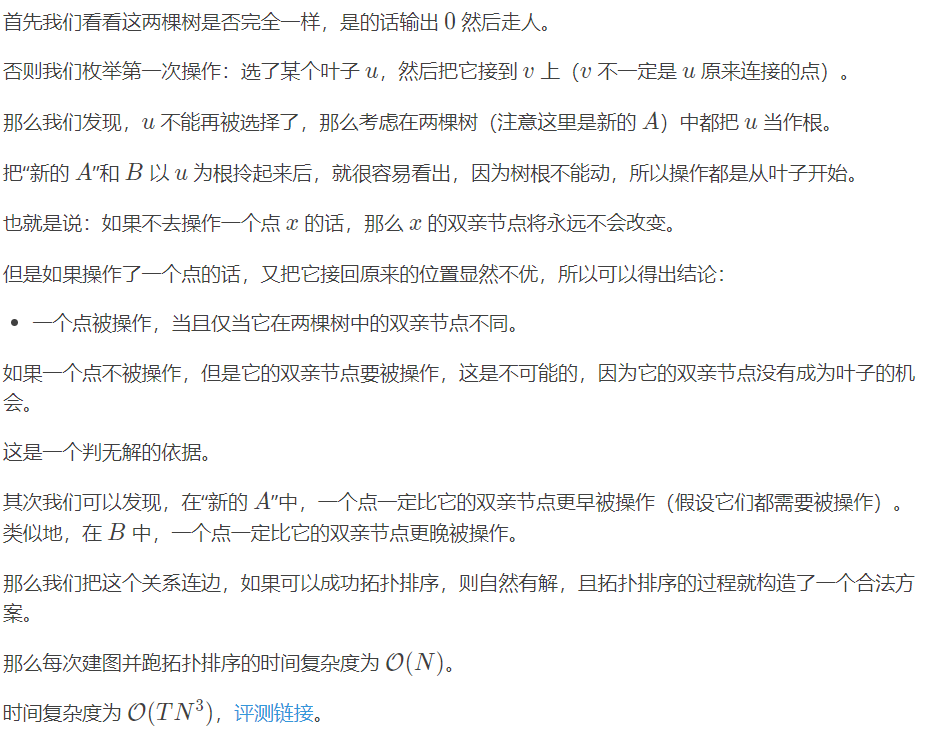 首先我们看看这两棵树是否完全一样，是的话输出 0 然后走人。
否则我们枚举第一次操作：选了某个叶子 u，然后把它接到 v 上（v 不一定是 u 原来连接的点）。
那么我们发现，u 不能再被选择了，那么考虑在两棵树（注意这里是新的 A）中都把 u 当作根。
把“新的 A”和 B 以 u 为根拎起来后，就很容易看出，因为树根不能动，所以操作都是从叶子开始。
也就是说：如果不去操作一个点 x 的话，那么 x 的双亲节点将永远不会改变。
但是如果操作了一个点的话，又把它接回原来的位置显然不优，所以可以得出结论：
• 一个点被操作，当且仅当它在两棵树中的双亲节点不同。
如果一个点不被操作，但是它的双亲节点要被操作，这是不可能的，因为它的双亲节点没有成为叶子的机
会。
这是一个判无解的依据。
其次我们可以发现，在“新的 A”中，一个点一定比它的双亲节点更早被操作（假设它们都需要被操作）。
类似地，在 B 中，一个点一定比它的双亲节点更晚被操作。
那么我们把这个关系连边，如果可以成功拓扑排序，则自然有解，且拓扑排序的过程就构造了一个合法方
案。
那么每次建图并跑拓扑排序的时间复杂度为 O(N)。
时间复杂度为 O(TN³)，评测链接。